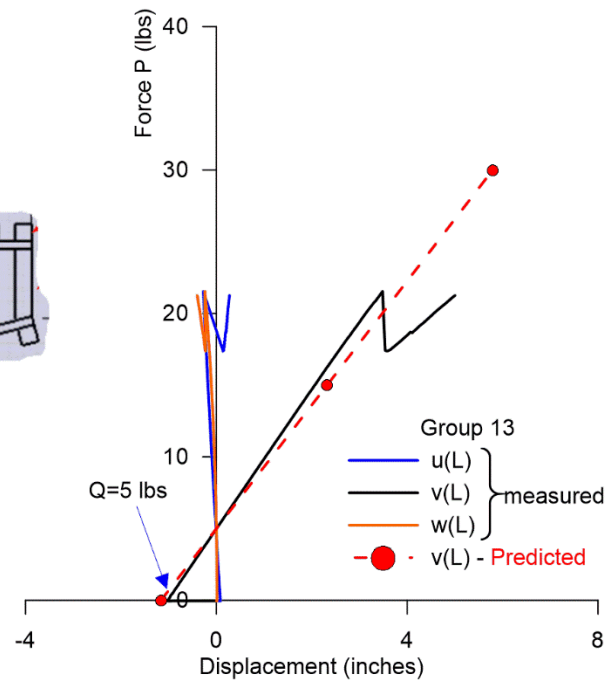 Force P (lbs)
40
30
20
10
0
Q=5 lbs
Group 13
u(L)
v(L)
measured
w(L)
v(L) - Predicted
-4
0
4
8
Displacement (inches)